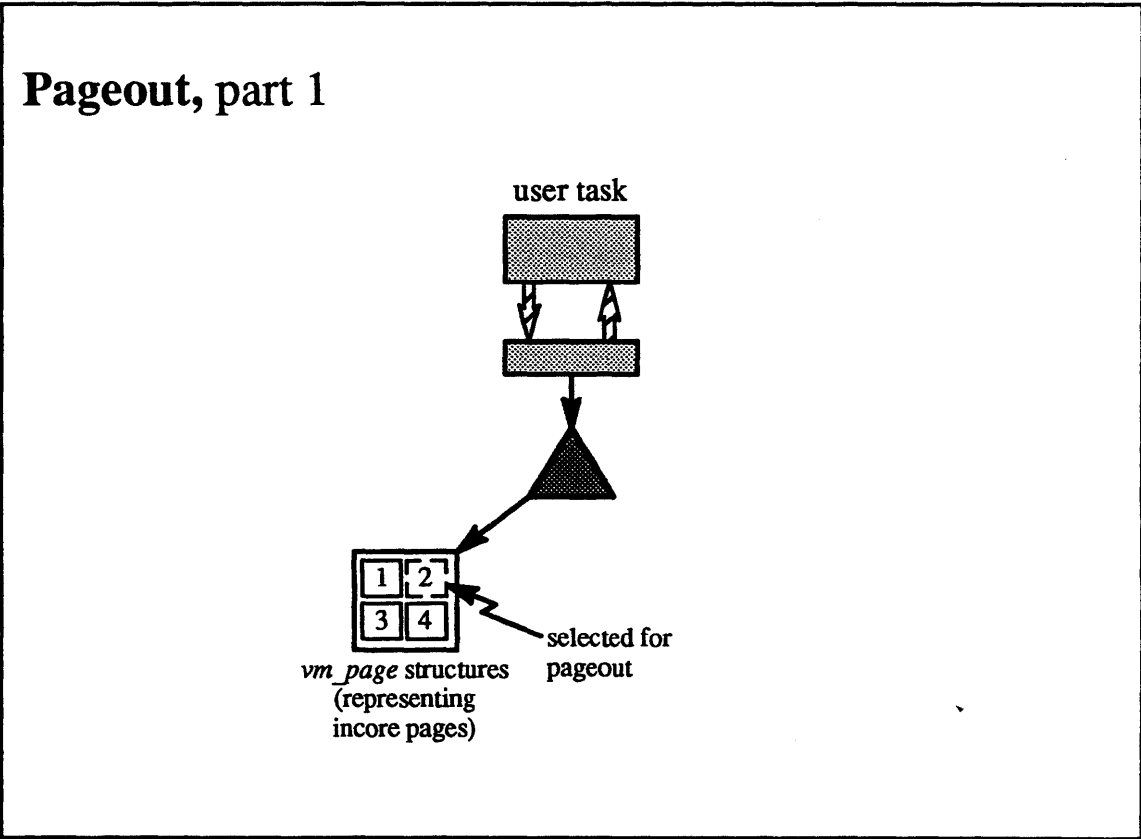 Pageout, part 1
user task
1 2
3 4
selected for
pageout
vm_page structures
(representing
incore pages)